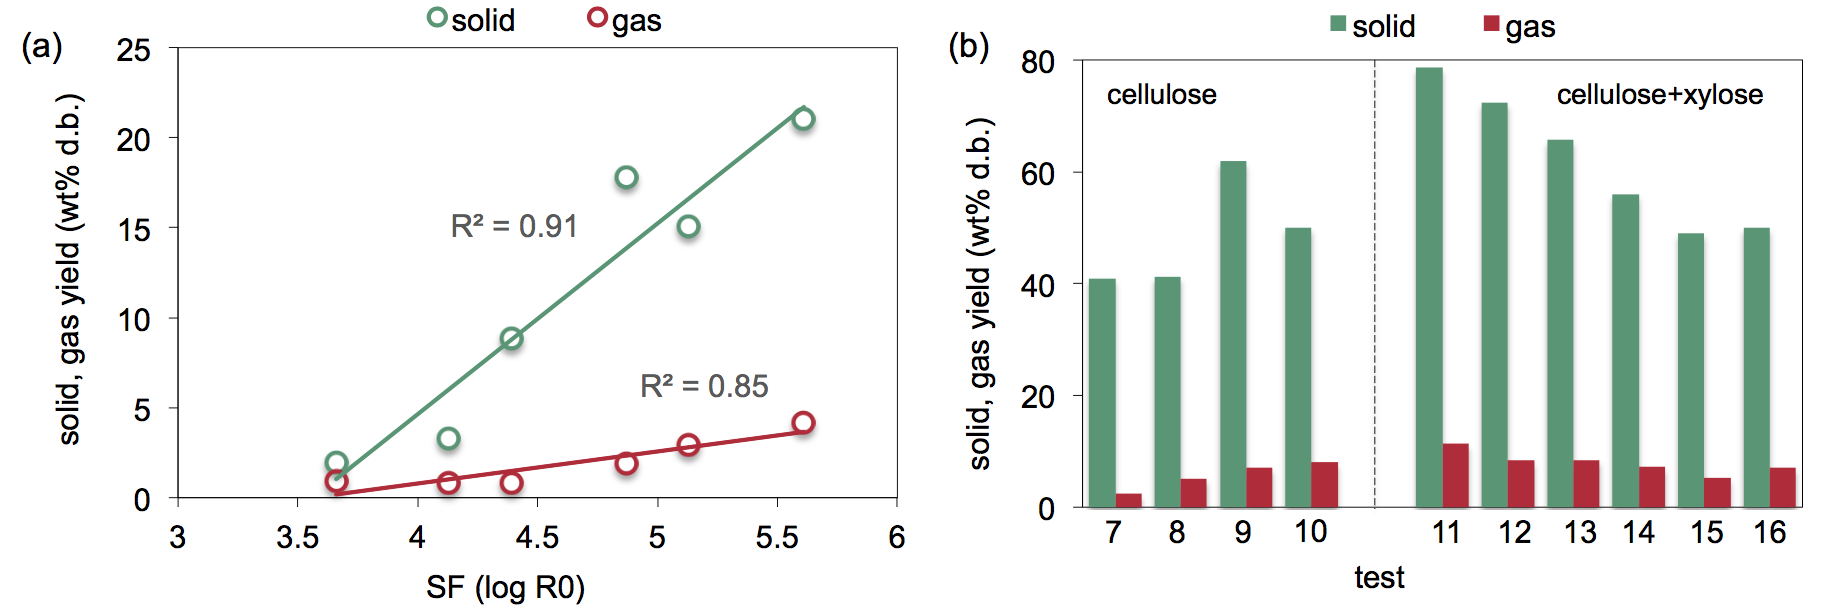 (a)
solid gas
25
20
15
10
5
0
solid, gas yield (wt% d.b.)
R² = 0.91
R² = 0.85
3 3.5 4 4.5 5 5.5 6
SF (log R0)
(b)
solid gas
80
60
40
20
0
solid, gas yield (wt% d.b.)
cellulose cellulose+xylose
7 8 9 10 11 12 13 14 15 16
test